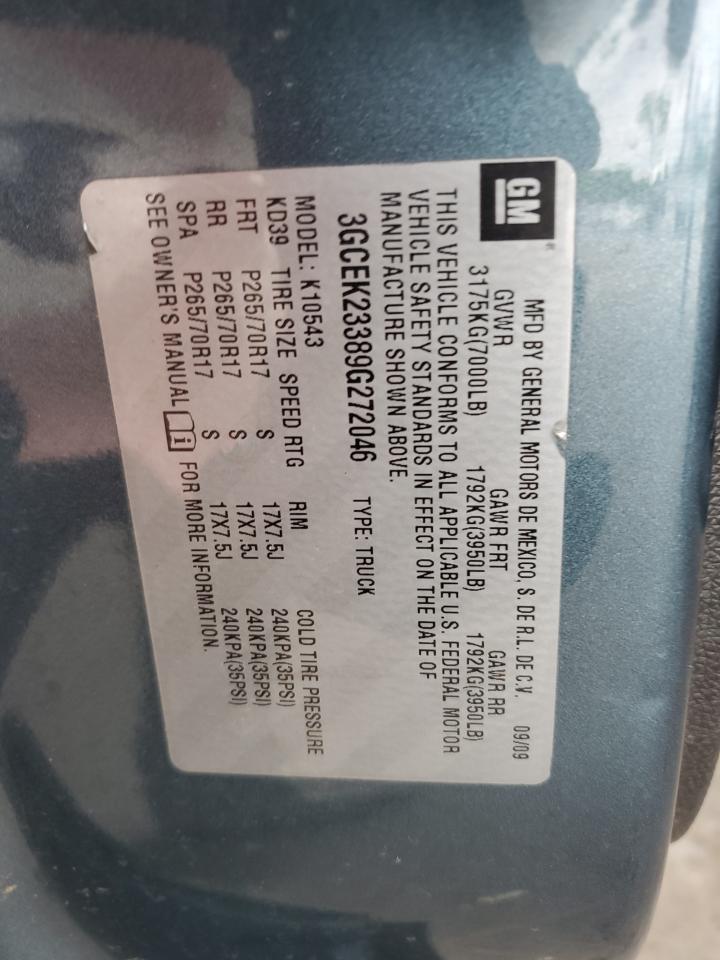 GM ®
MFD BY GENERAL MOTORS DE MEXICO, S. DE R.L. DE C.V. 09/09
GVWR GAWR FRT GAWR RR
3175KG(7000LB) 1792KG(3950LB) 1792KG(3950LB)
THIS VEHICLE CONFORMS TO ALL APPLICABLE U.S. FEDERAL MOTOR
VEHICLE SAFETY STANDARDS IN EFFECT ON THE DATE OF
MANUFACTURE SHOWN ABOVE.
3GCEK23389G272046 TYPE: TRUCK
MODEL: K10543
KD39 TIRE SIZE SPEED RTG RIM COLD TIRE PRESSURE
FRT P265/70R17 S 17X7.5J 240KPA(35PSI)
RR P265/70R17 S 17X7.5J 240KPA(35PSI)
SPA P265/70R17 S 17X7.5J 240KPA(35PSI)
SEE OWNER'S MANUAL i FOR MORE INFORMATION.